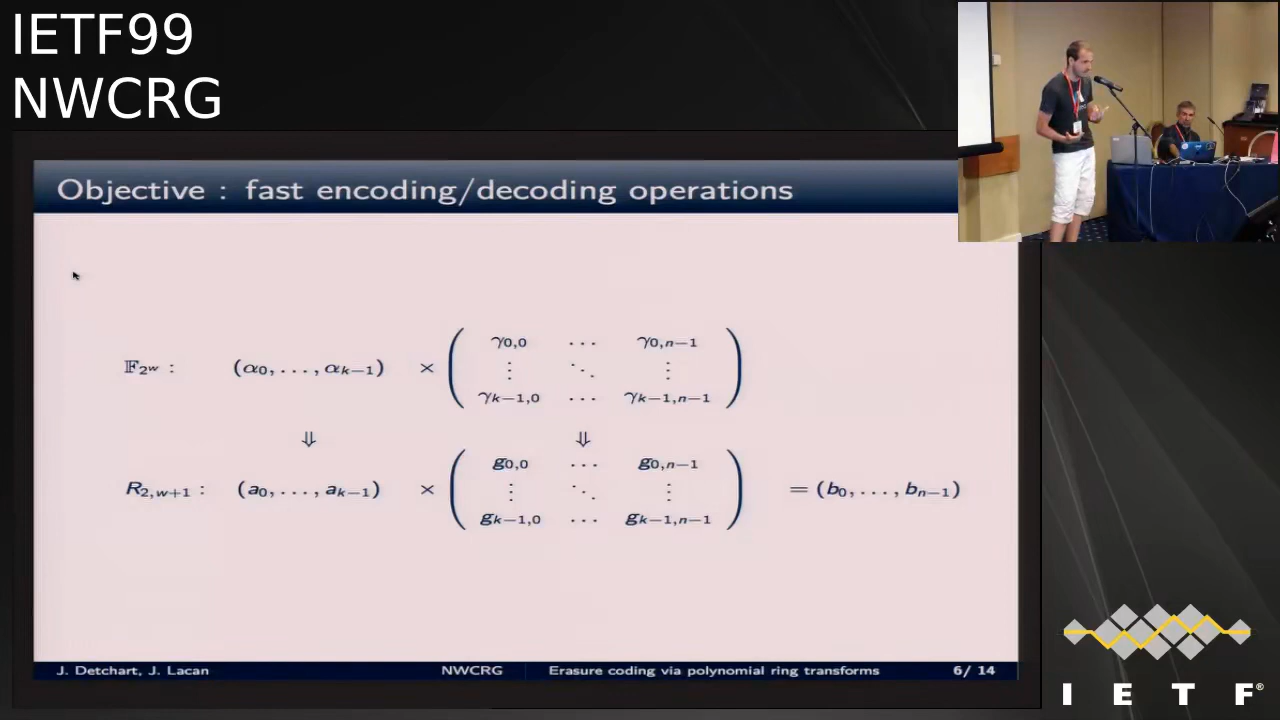 IETF99
NWCRG
Objective : fast encoding/decoding operations
𝔽_{2^w} : (α_0, . . . , α_{k−1}) × ( γ_{0,0} ··· γ_{0,n−1}
⋮ ⋱ ⋮
γ_{k−1,0} ··· γ_{k−1,n−1} )
⇓ ⇓
R_{2,w+1} : (a_0, . . . , a_{k−1}) × ( g_{0,0} ··· g_{0,n−1}
⋮ ⋱ ⋮
g_{k−1,0} ··· g_{k−1,n−1} ) = (b_0, . . . , b_{n−1})
J. Detchart, J. Lacan NWCRG Erasure coding via polynomial ring transforms 6/ 14
I E T F®